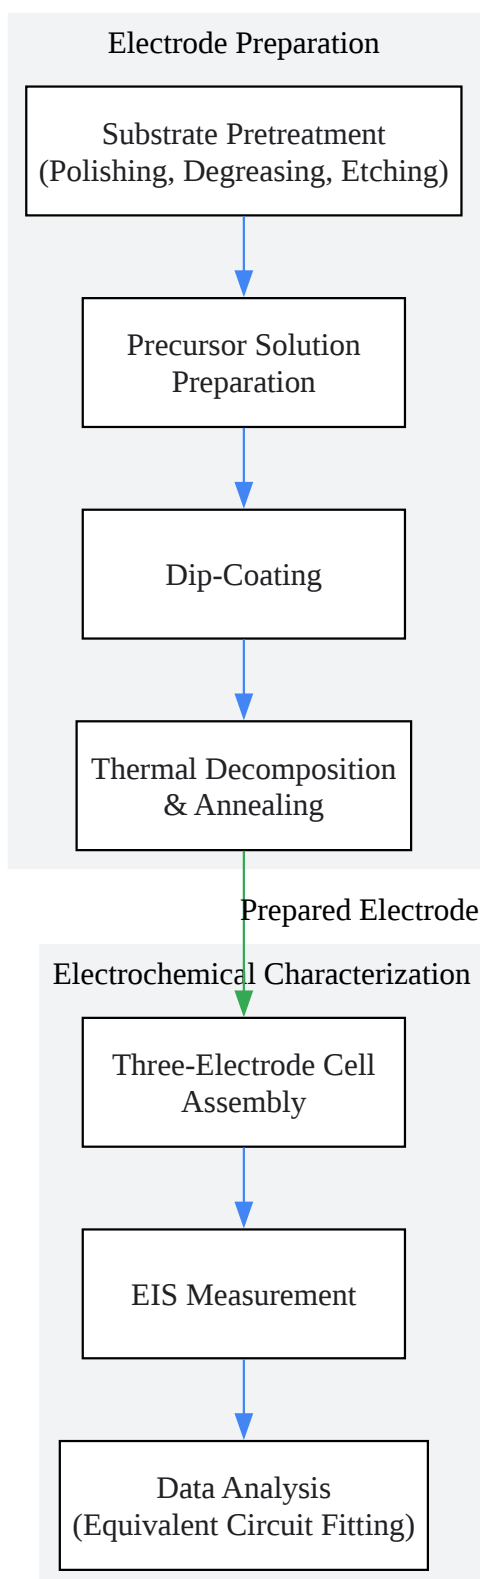 Electrode Preparation
Substrate Pretreatment
(Polishing, Degreasing, Etching)
Precursor Solution
Preparation
Dip-Coating
Thermal Decomposition
& Annealing
Prepared Electrode
Electrochemical Characterization
Three-Electrode Cell
Assembly
EIS Measurement
Data Analysis
(Equivalent Circuit Fitting)